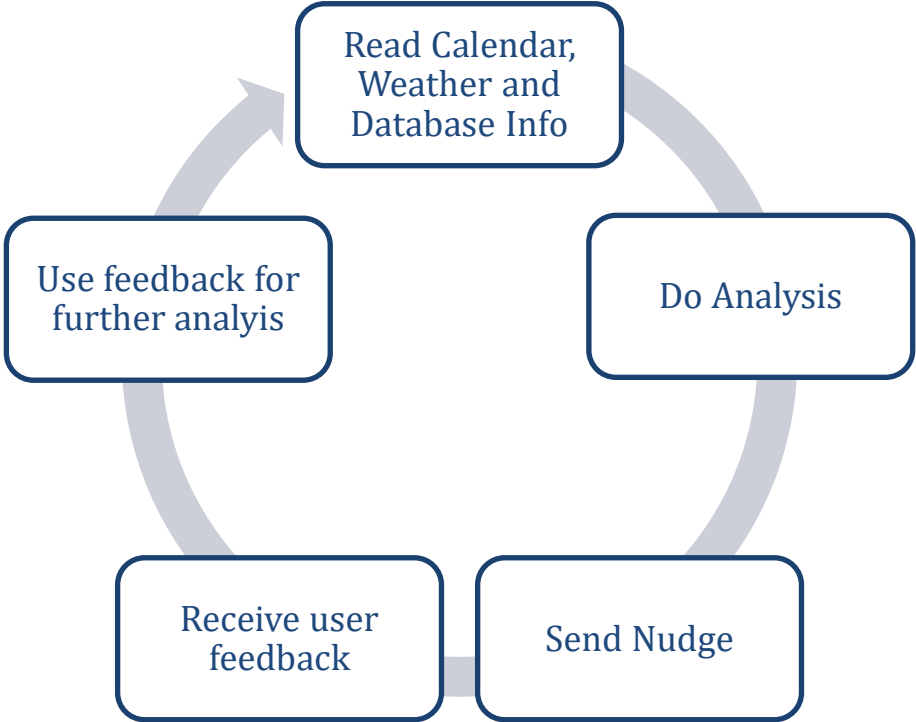 Read Calendar,
Weather and
Database Info
Do Analysis
Send Nudge
Receive user
feedback
Use feedback for
further analyis